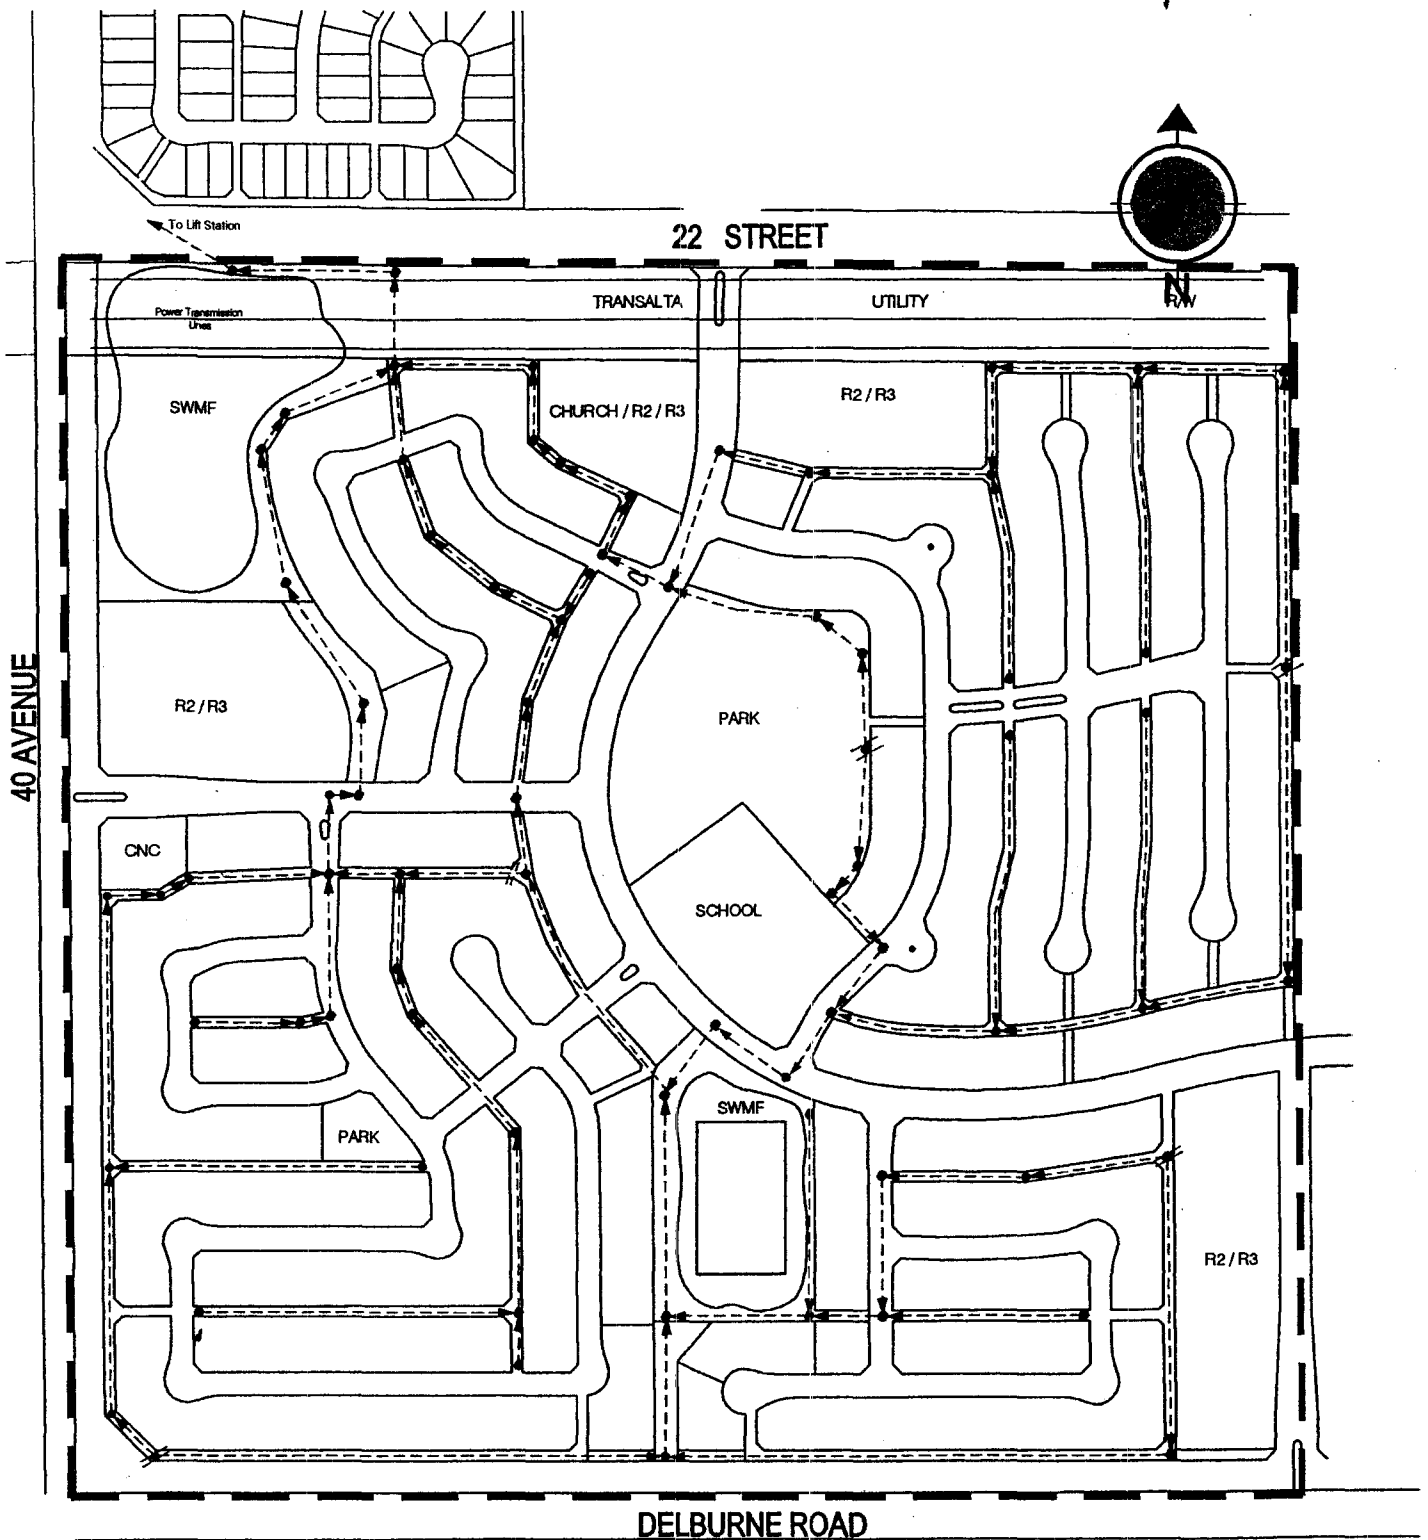 To Lift Station
22 STREET
TRANSALTA UTILITY R/W
Power Transmission
Lines
SWMF
CHURCH / R2 / R3
R2 / R3
40 AVENUE
R2 / R3
PARK
CNC
SCHOOL
SWMF
PARK
R2 / R3
DELBURNE ROAD
N